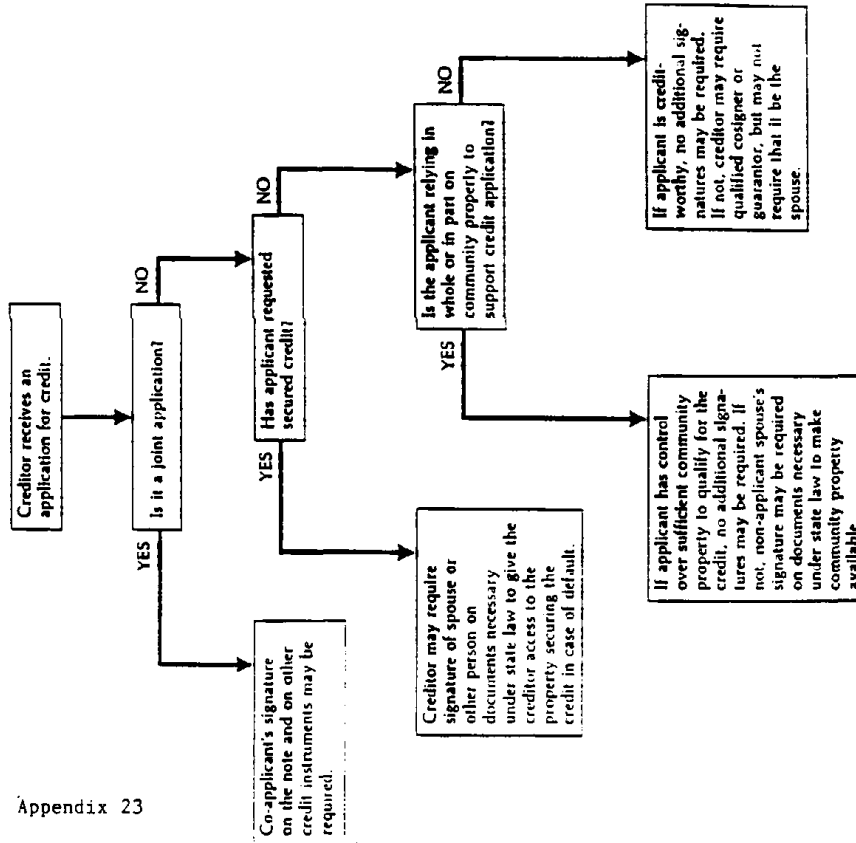 Creditor receives an
application for credit.
Is it a joint application?
YES
NO
Co-applicant's signature
on the note and on other
credit instruments may be
required.
Has applicant requested
secured credit?
YES
NO
Creditor may require
signature of spouse or
other person on
documents necessary
under state law to give the
creditor access to the
property securing the
credit in case of default.
Is the applicant relying in
whole or in part on
community property to
support credit application?
YES
NO
If applicant has control
over sufficient community
property to qualify for the
credit, no additional signa-
tures may be required. If
not, non-applicant spouse's
signature may be required
on documents necessary
under state law to make
community property
available
If applicant is credit-
worthy, no additional sig-
natures may be required.
If not, creditor may require
qualified cosigner or
guarantor, but may not
require that it be the
spouse.
Appendix 23